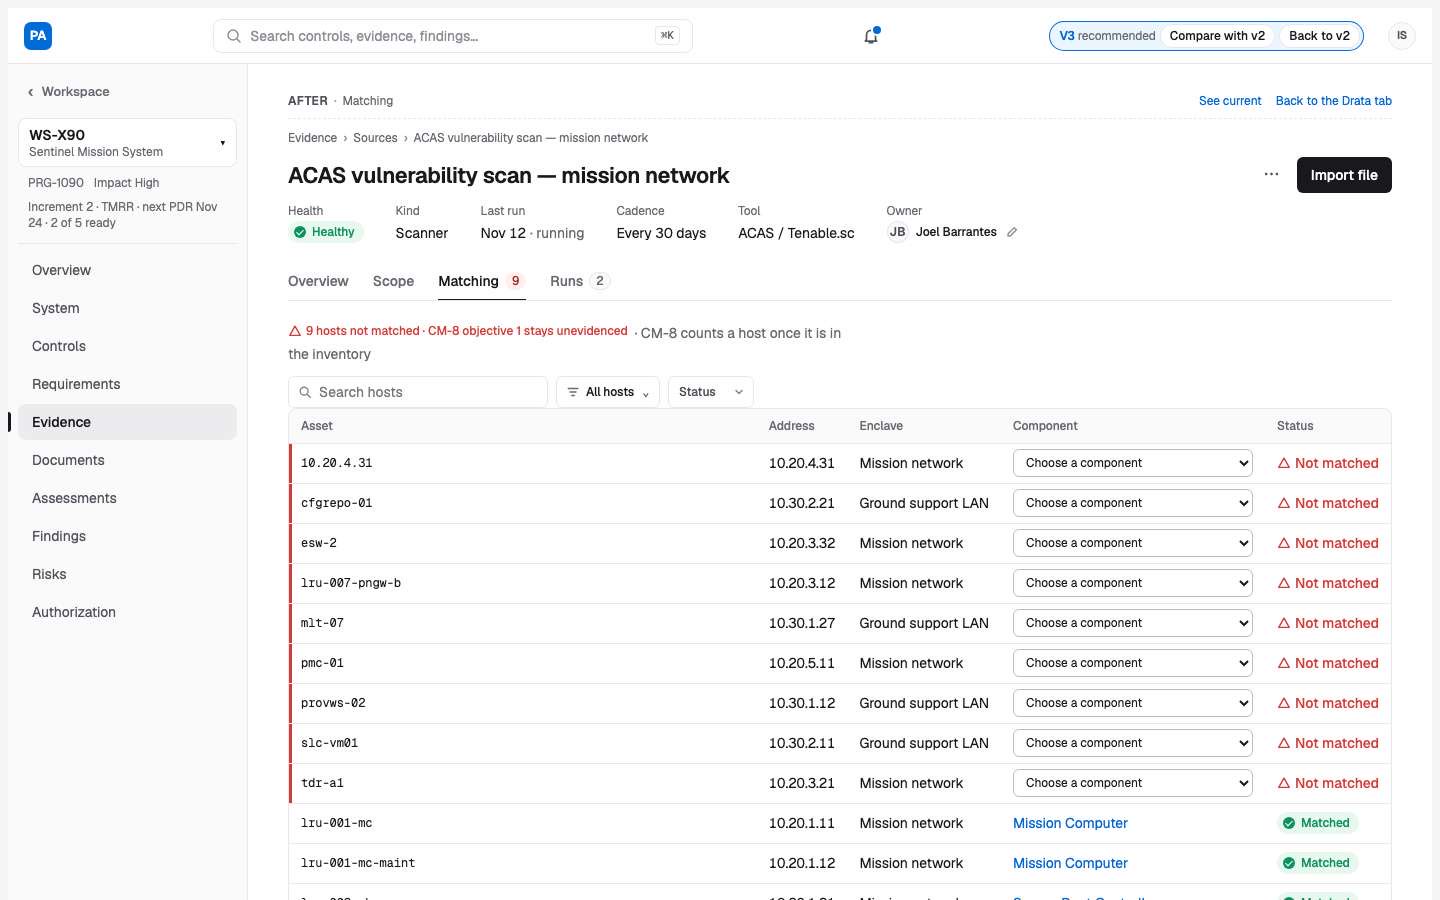 PA
Search controls, evidence, findings...
⌘K
V3 recommended
Compare with v2
Back to v2
IS
‹ Workspace
WS-X90
Sentinel Mission System
PRG-1090 Impact High
Increment 2 · TMRR · next PDR Nov
24 · 2 of 5 ready
Overview
System
Controls
Requirements
Evidence
Documents
Assessments
Findings
Risks
Authorization
AFTER · Matching
See current
Back to the Drata tab
Evidence › Sources › ACAS vulnerability scan — mission network
ACAS vulnerability scan — mission network
···
Import file
Health
Healthy
Kind
Scanner
Last run
Nov 12 · running
Cadence
Every 30 days
Tool
ACAS / Tenable.sc
Owner
JB Joel Barrantes
Overview
Scope
Matching 9
Runs 2
9 hosts not matched · CM-8 objective 1 stays unevidenced · CM-8 counts a host once it is in
the inventory
Search hosts
All hosts
Status
Asset Address Enclave Component Status
10.20.4.31 10.20.4.31 Mission network Choose a component Not matched
cfgrepo-01 10.30.2.21 Ground support LAN Choose a component Not matched
esw-2 10.20.3.32 Mission network Choose a component Not matched
lru-007-pngw-b 10.20.3.12 Mission network Choose a component Not matched
mlt-07 10.30.1.27 Ground support LAN Choose a component Not matched
pmc-01 10.20.5.11 Mission network Choose a component Not matched
provws-02 10.30.1.12 Ground support LAN Choose a component Not matched
slc-vm01 10.30.2.11 Ground support LAN Choose a component Not matched
tdr-a1 10.20.3.21 Mission network Choose a component Not matched
lru-001-mc 10.20.1.11 Mission network Mission Computer Matched
lru-001-mc-maint 10.20.1.12 Mission network Mission Computer Matched